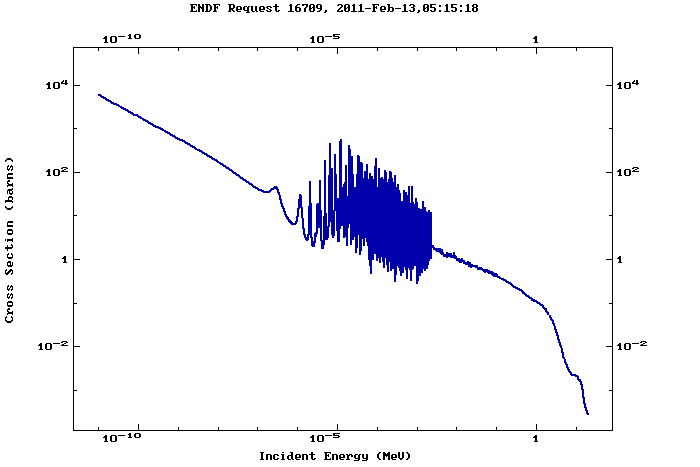 ENDF Request 16709, 2011-Feb-13,05:15:18
10^-10 10^-5 1
10^4 10^4
10^2 10^2
1 1
10^-2 10^-2
Cross Section (barns)
10^-10 10^-5 1
Incident Energy (MeV)